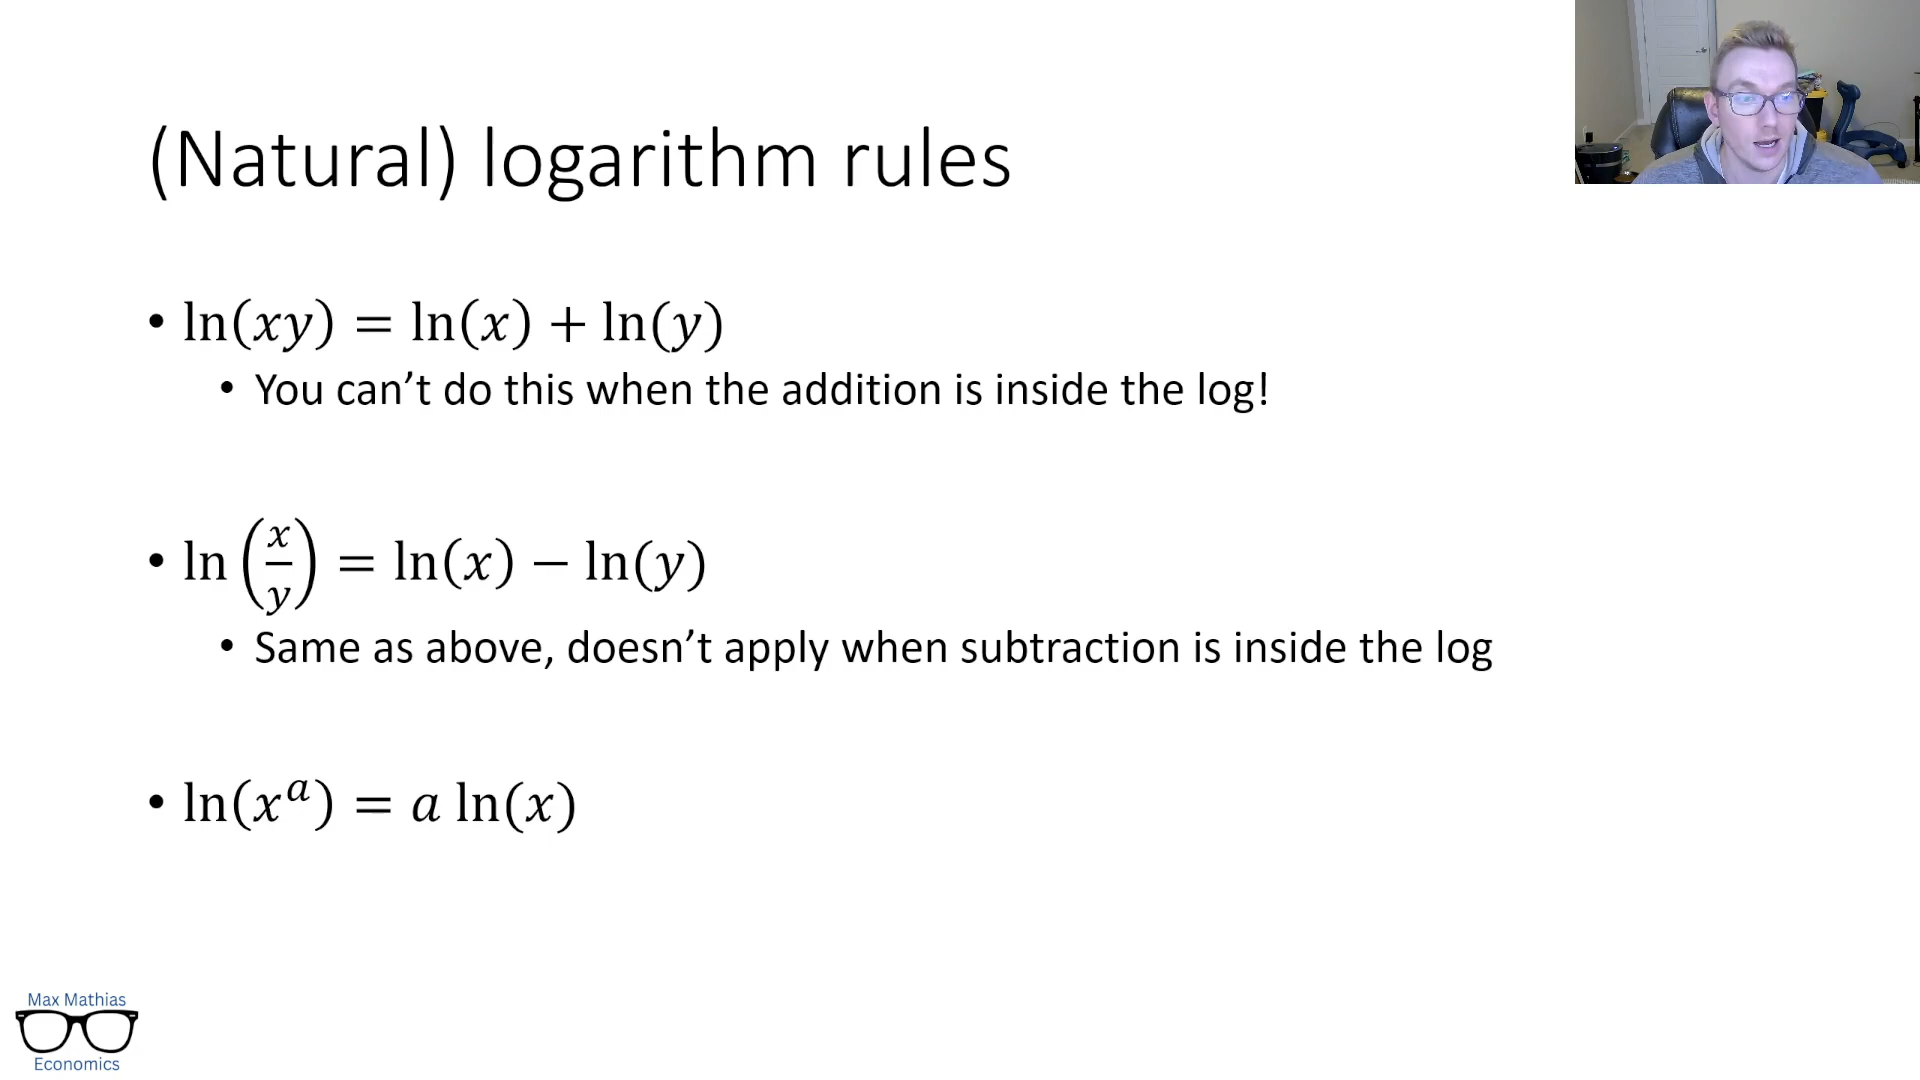 (Natural) logarithm rules
• ln(xy) = ln(x) + ln(y)
• You can’t do this when the addition is inside the log!
• ln(x/y) = ln(x) − ln(y)
• Same as above, doesn’t apply when subtraction is inside the log
• ln(xᵃ) = a ln(x)
Max Mathias
Economics